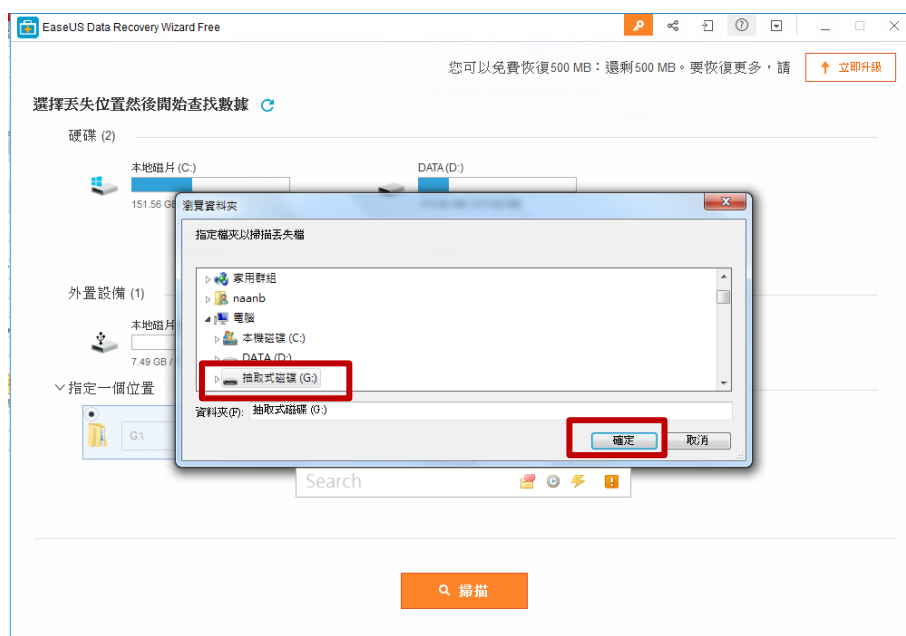 EaseUS Data Recovery Wizard Free
您可以免費恢復500 MB：還剩500 MB。要恢復更多，請
立即升級
選擇丟失位置然後開始查找數據
硬碟 (2)
本地磁片 (C:)
DATA (D:)
151.56 GB
瀏覽資料夾
指定檔夾以掃描丟失檔
家用群組
naanb
電腦
本機磁碟 (C:)
DATA (D:)
抽取式磁碟 (G:)
資料夾(F):
抽取式磁碟 (G:)
確定
取消
外置設備 (1)
本地磁片
7.49 GB /
指定一個位置
G:\
Search
掃描